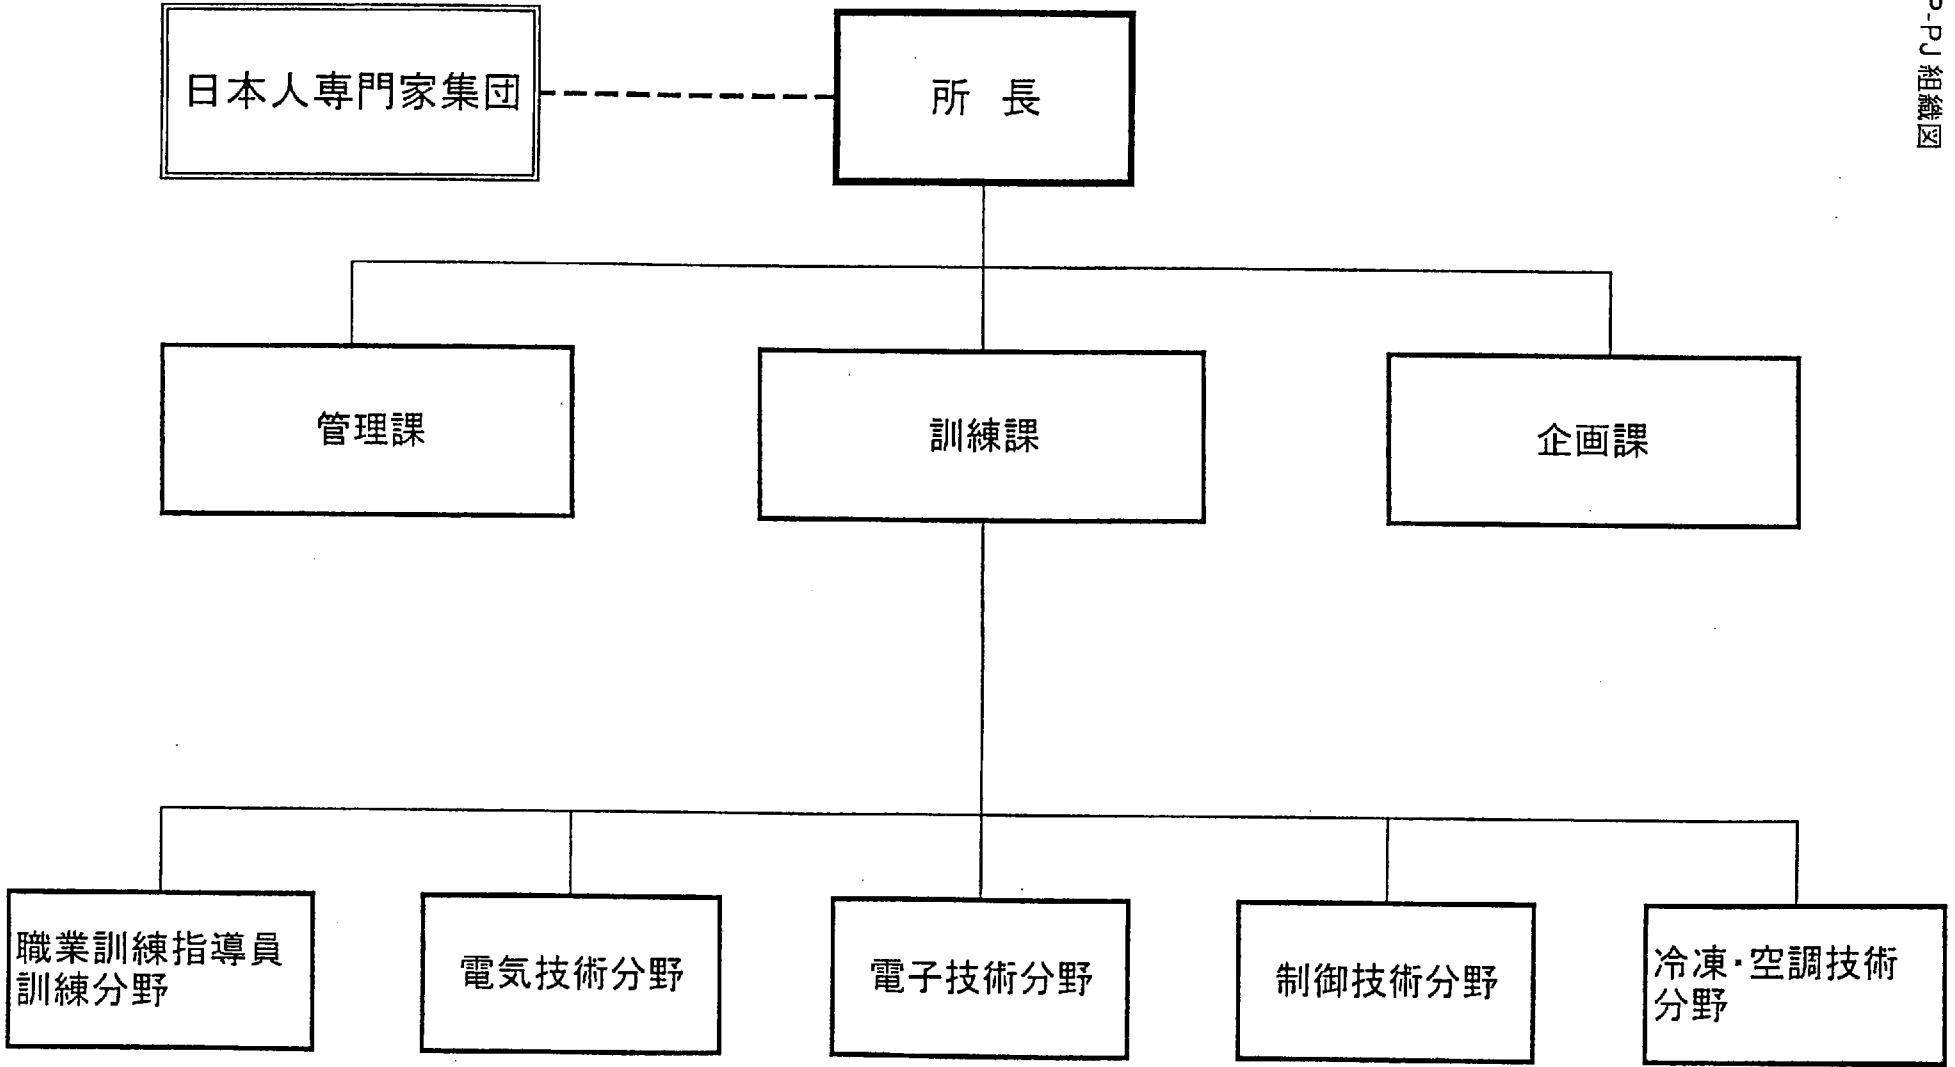 P-PJ 組織図
日本人専門家集団
所 長
管理課
訓練課
企画課
職業訓練指導員
訓練分野
電気技術分野
電子技術分野
制御技術分野
冷凍・空調技術
分野